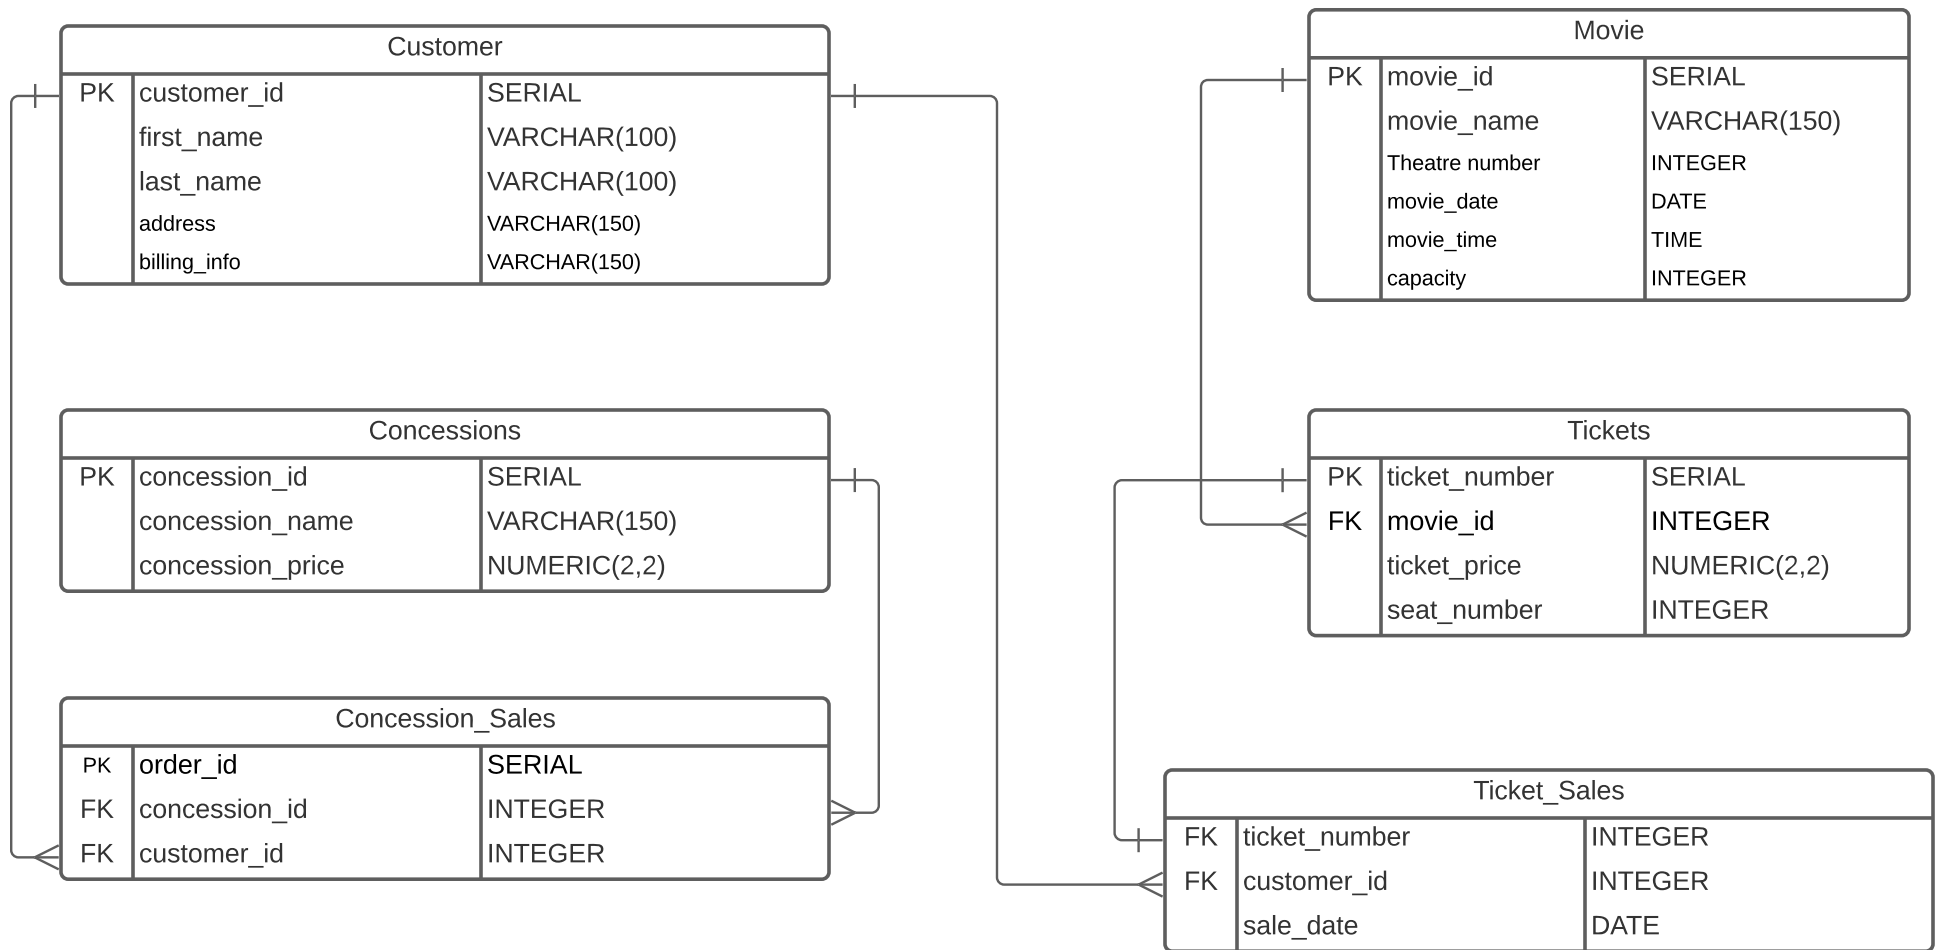 Customer
PK customer_id SERIAL
first_name VARCHAR(100)
last_name VARCHAR(100)
address VARCHAR(150)
billing_info VARCHAR(150)
Movie
PK movie_id SERIAL
movie_name VARCHAR(150)
Theatre number INTEGER
movie_date DATE
movie_time TIME
capacity INTEGER
Concessions
PK concession_id SERIAL
concession_name VARCHAR(150)
concession_price NUMERIC(2,2)
Tickets
PK ticket_number SERIAL
FK movie_id INTEGER
ticket_price NUMERIC(2,2)
seat_number INTEGER
Concession_Sales
PK order_id SERIAL
FK concession_id INTEGER
FK customer_id INTEGER
Ticket_Sales
FK ticket_number INTEGER
FK customer_id INTEGER
sale_date DATE